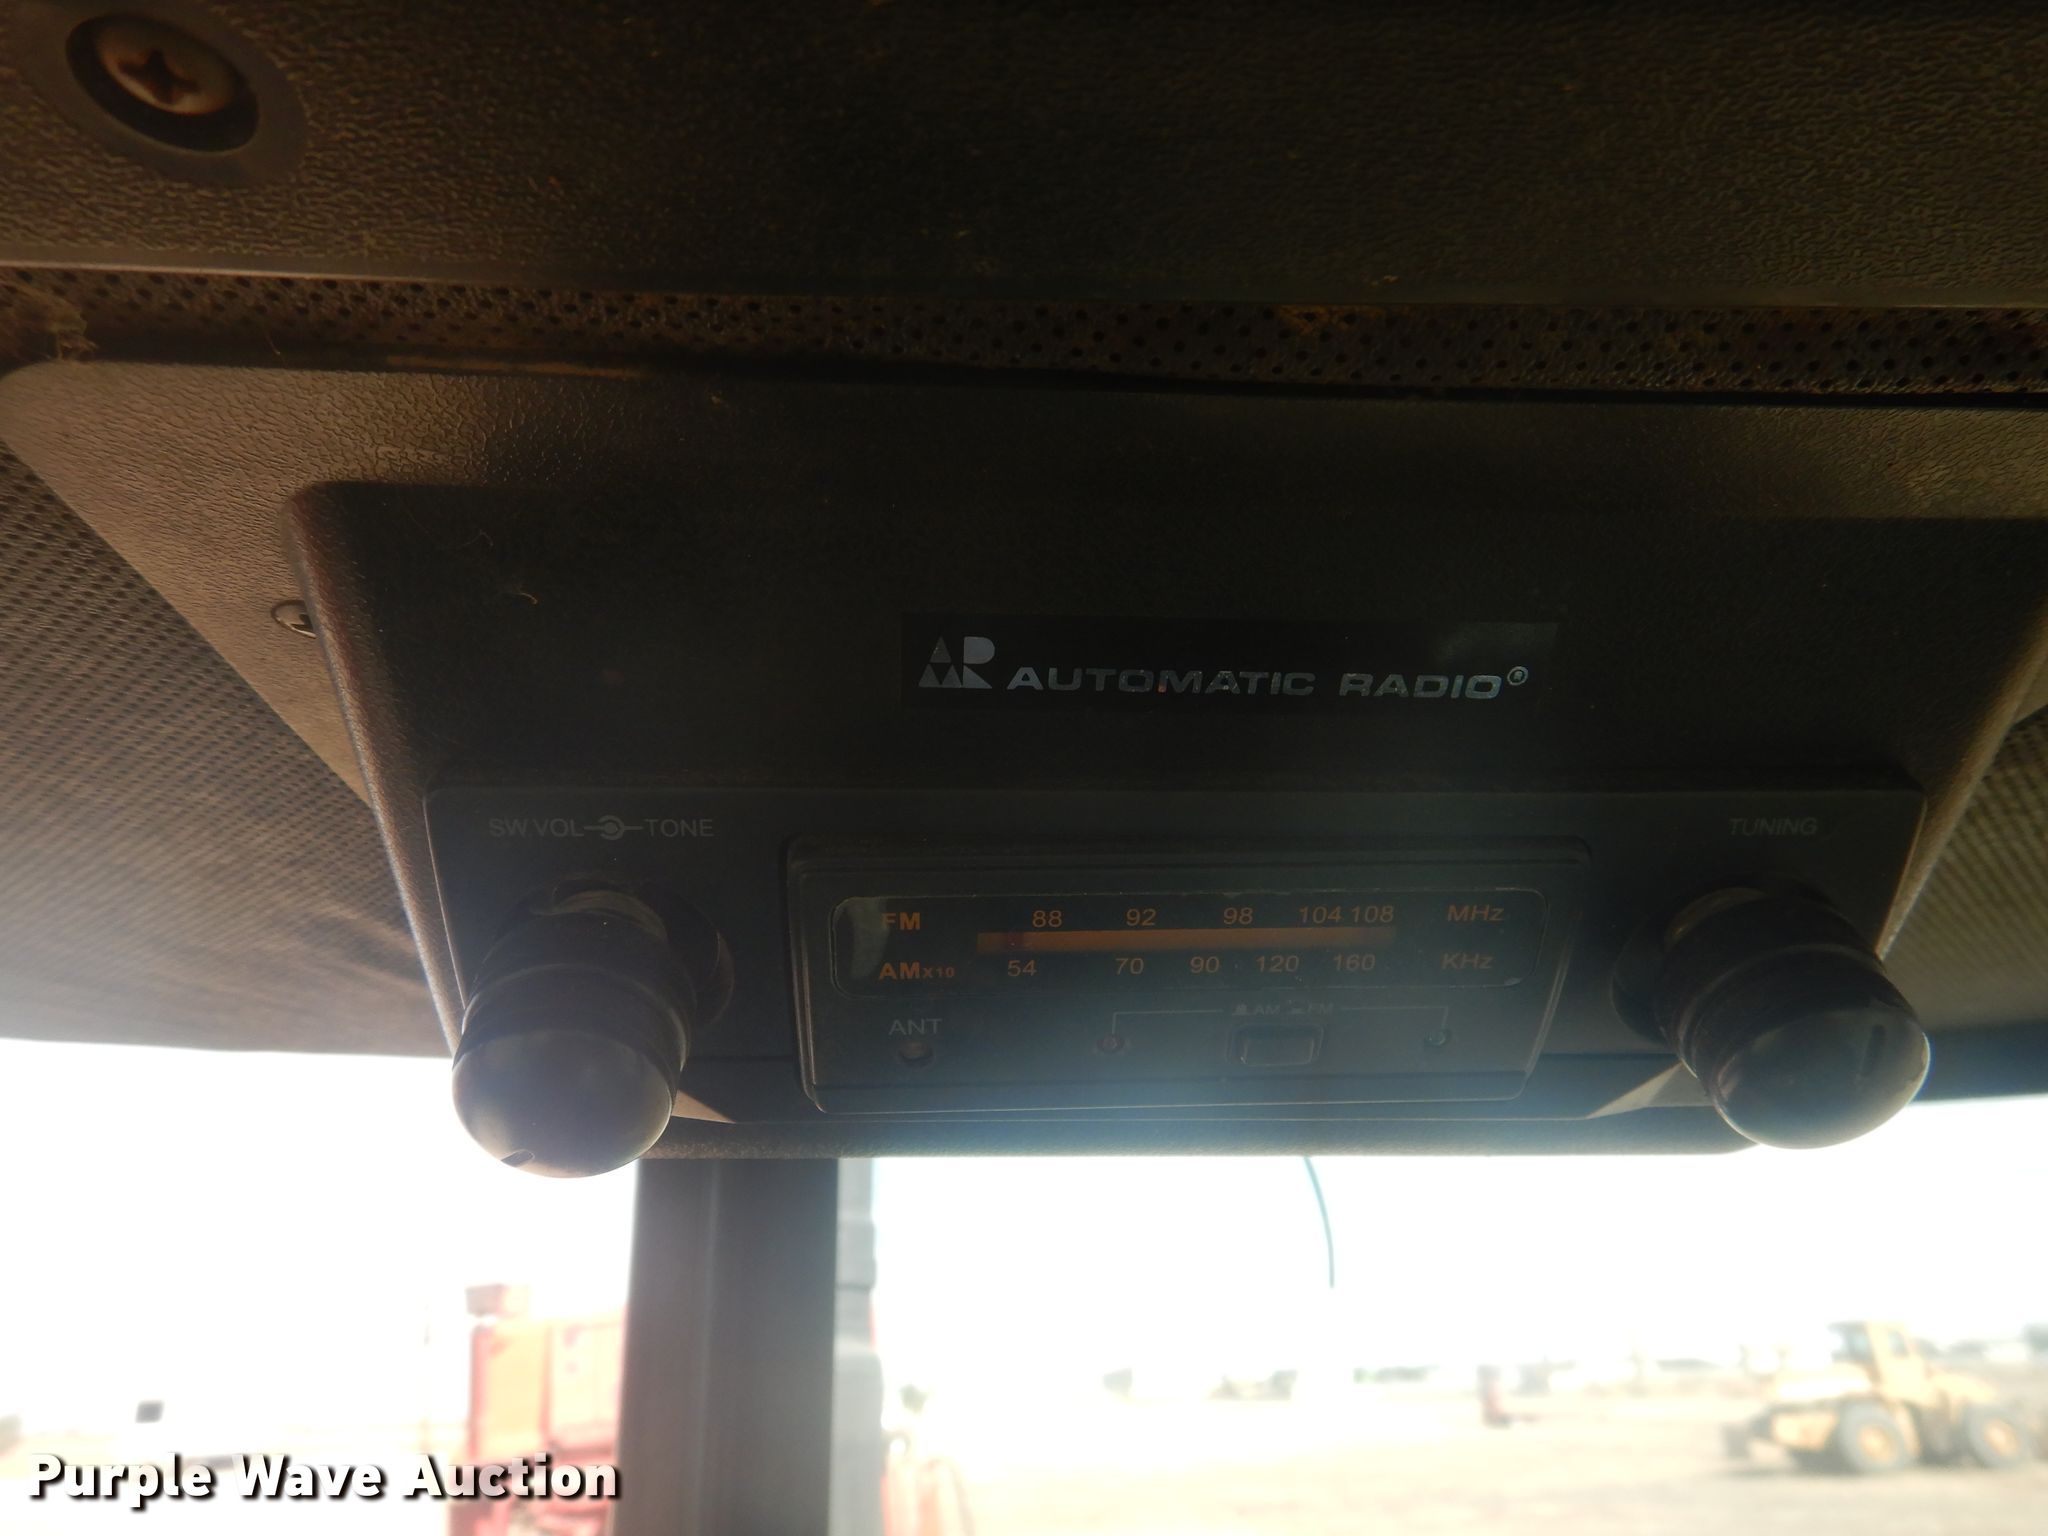 AR AUTOMATIC RADIO®
SW VOL TONE
TUNING
FM 88 92 98 104 108 MHz
AMX10 54 70 90 120 160 KHz
ANT
AM FM
Purple Wave Auction